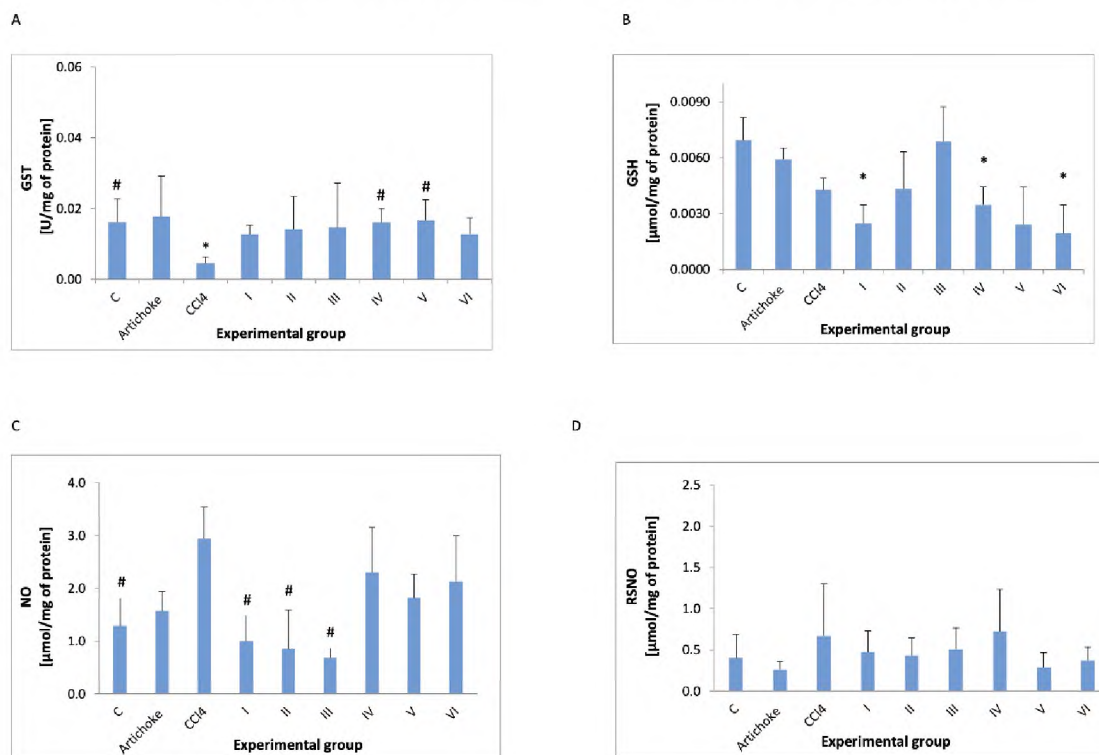 A
GST
[U/mg of protein]
0.06
0.04
0.02
0.00
#
*
#
#
C
Artichoke
CCl4
I
II
III
IV
V
VI
Experimental group
B
GSH
[µmol/mg of protein]
0.0090
0.0060
0.0030
0.0000
*
*
*
C
Artichoke
CCl4
I
II
III
IV
V
VI
Experimental group
C
NO
[µmol/mg of protein]
4.0
3.0
2.0
1.0
0.0
#
#
#
#
C
Artichoke
CCl4
I
II
III
IV
V
VI
Experimental group
D
RSNO
[µmol/mg of protein]
2.5
2.0
1.5
1.0
0.5
0.0
C
Artichoke
CCl4
I
II
III
IV
V
VI
Experimental group